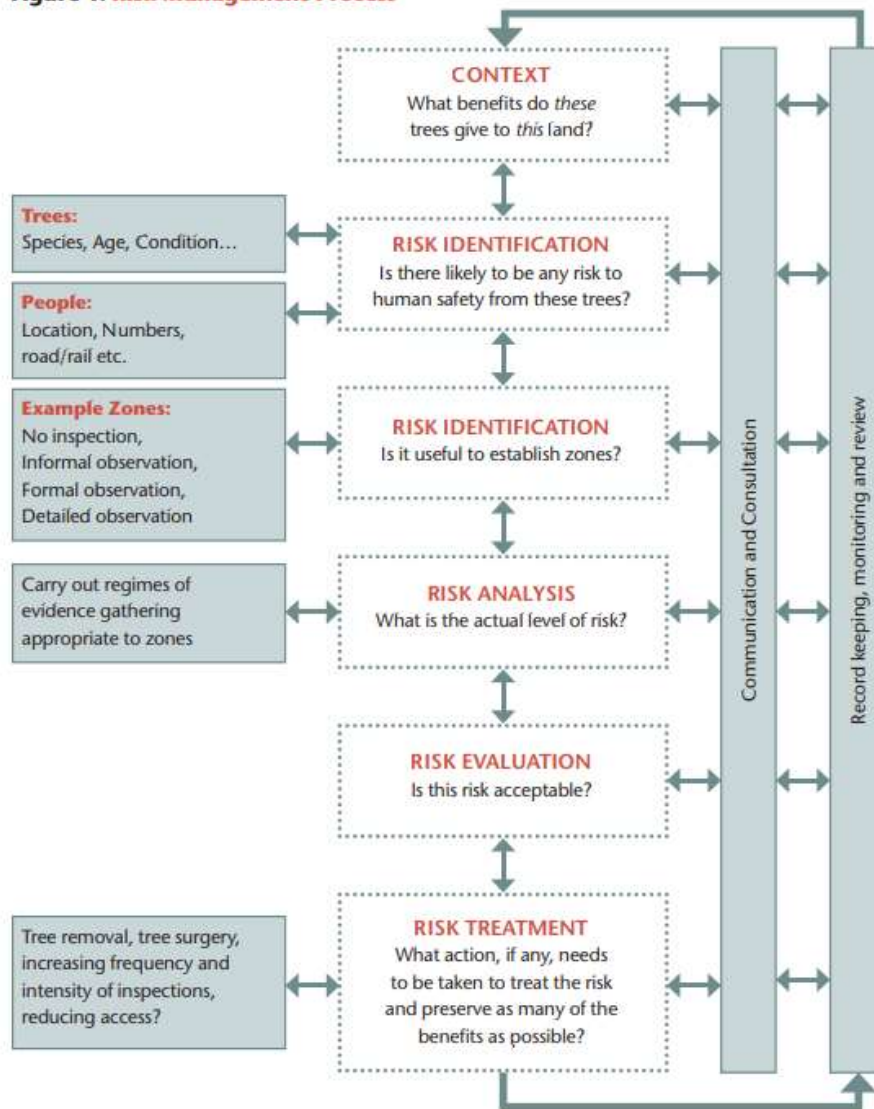 Figure Risk Management Process
CONTEXT
What benefits do these
trees give to this land?
Trees:
Species, Age, Condition...
People:
Location, Numbers,
road/rail etc.
RISK IDENTIFICATION
Is there likely to be any risk to
human safety from these trees?
Example Zones:
No inspection,
Informal observation,
Formal observation,
Detailed observation
RISK IDENTIFICATION
Is it useful to establish zones?
Carry out regimes of
evidence gathering
appropriate to zones
RISK ANALYSIS
What is the actual level of risk?
RISK EVALUATION
Is this risk acceptable?
Tree removal, tree surgery,
increasing frequency and
intensity of inspections,
reducing access?
RISK TREATMENT
What action, if any, needs
to be taken to treat the risk
and preserve as many of the
benefits as possible?
Communication and Consultation
Record keeping, monitoring and review